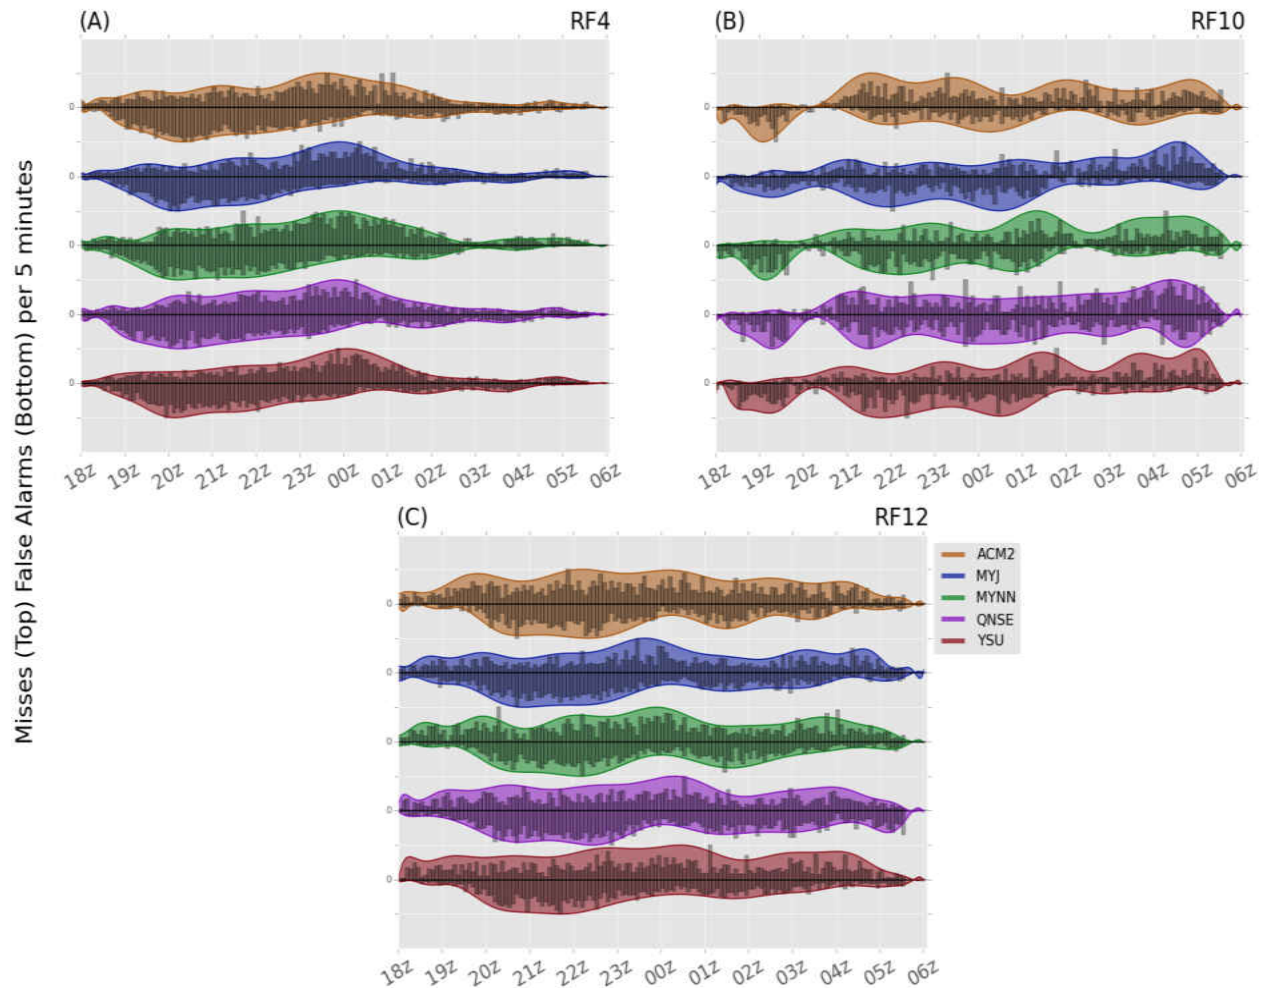 (A) RF4
(B) RF10
Misses (Top) False Alarms (Bottom) per 5 minutes
0
0
0
0
0
0
0
0
0
0
18z 19z 20z 21z 22z 23z 00z 01z 02z 03z 04z 05z 06z
18z 19z 20z 21z 22z 23z 00z 01z 02z 03z 04z 05z 06z
(C) RF12
ACM2
MYJ
MYNN
QNSE
YSU
0
0
0
0
0
18z 19z 20z 21z 22z 23z 00z 01z 02z 03z 04z 05z 06z